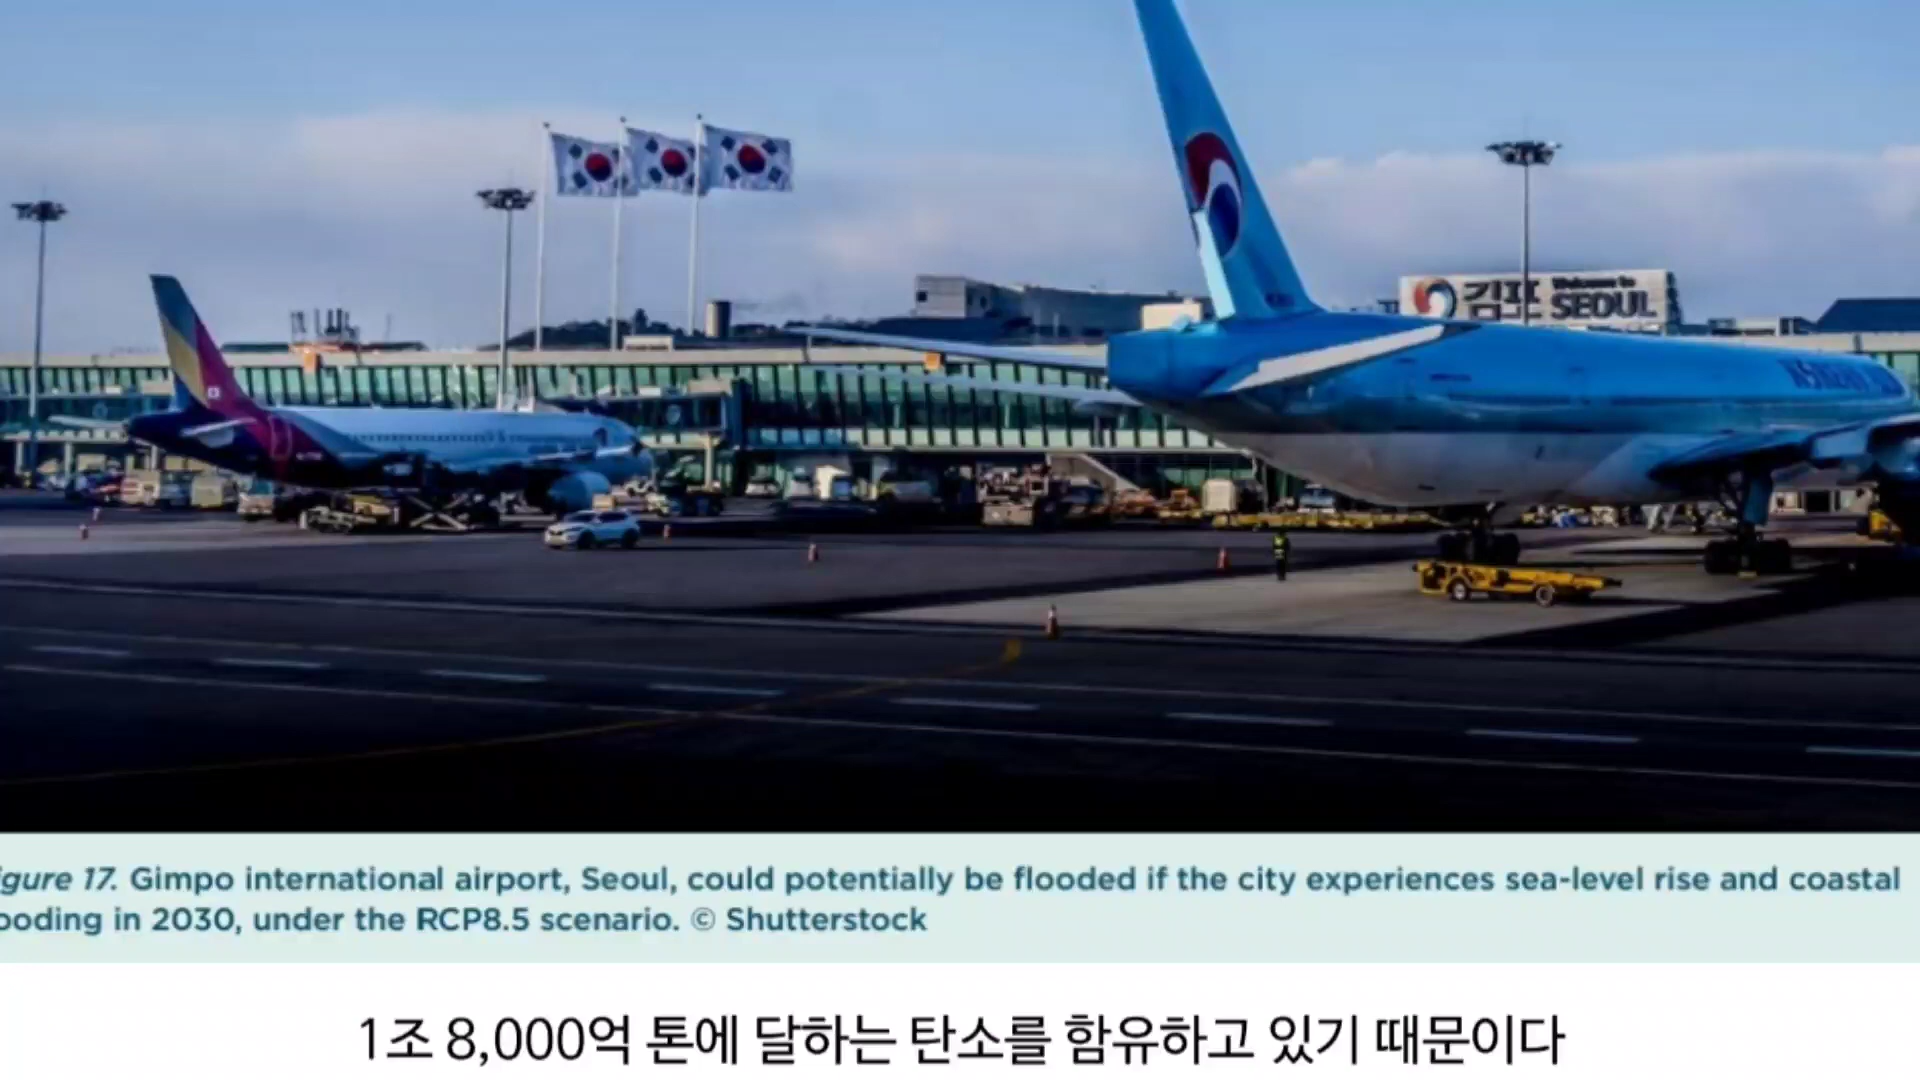 김포 Welcome to
SEOUL
igure 17. Gimpo international airport, Seoul, could potentially be flooded if the city experiences sea-level rise and coastal
ooding in 2030, under the RCP8.5 scenario. © Shutterstock
1조 8,000억 톤에 달하는 탄소를 함유하고 있기 때문이다